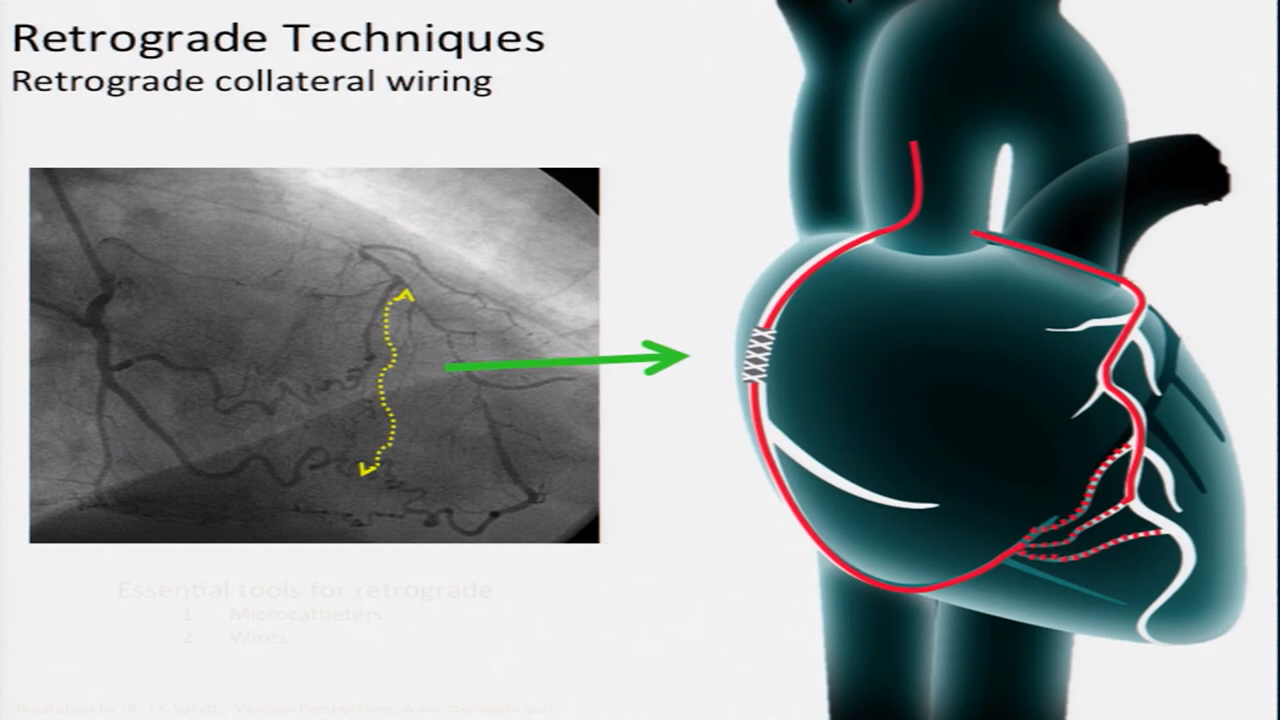 Retrograde Techniques
Retrograde collateral wiring
Essential tools for retrograde
1. Microcatheters
2. Wires